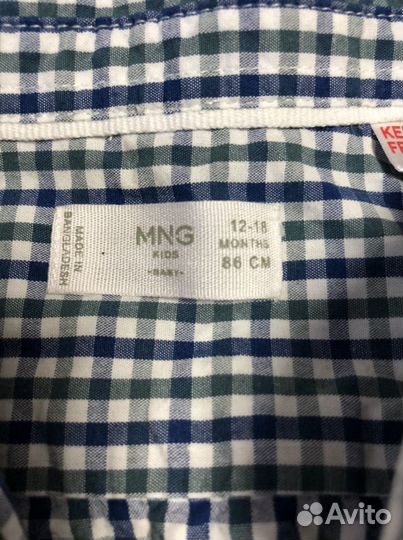 MADE IN
BANGLADESH
MNG
KIDS
-BABY-
12-18
MONTHS
86 CM
Avito